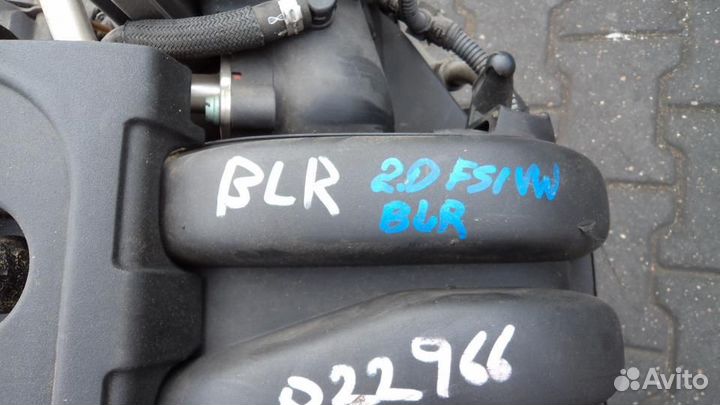 BLR
2.0 FSI VW
BLR
022966
Avito